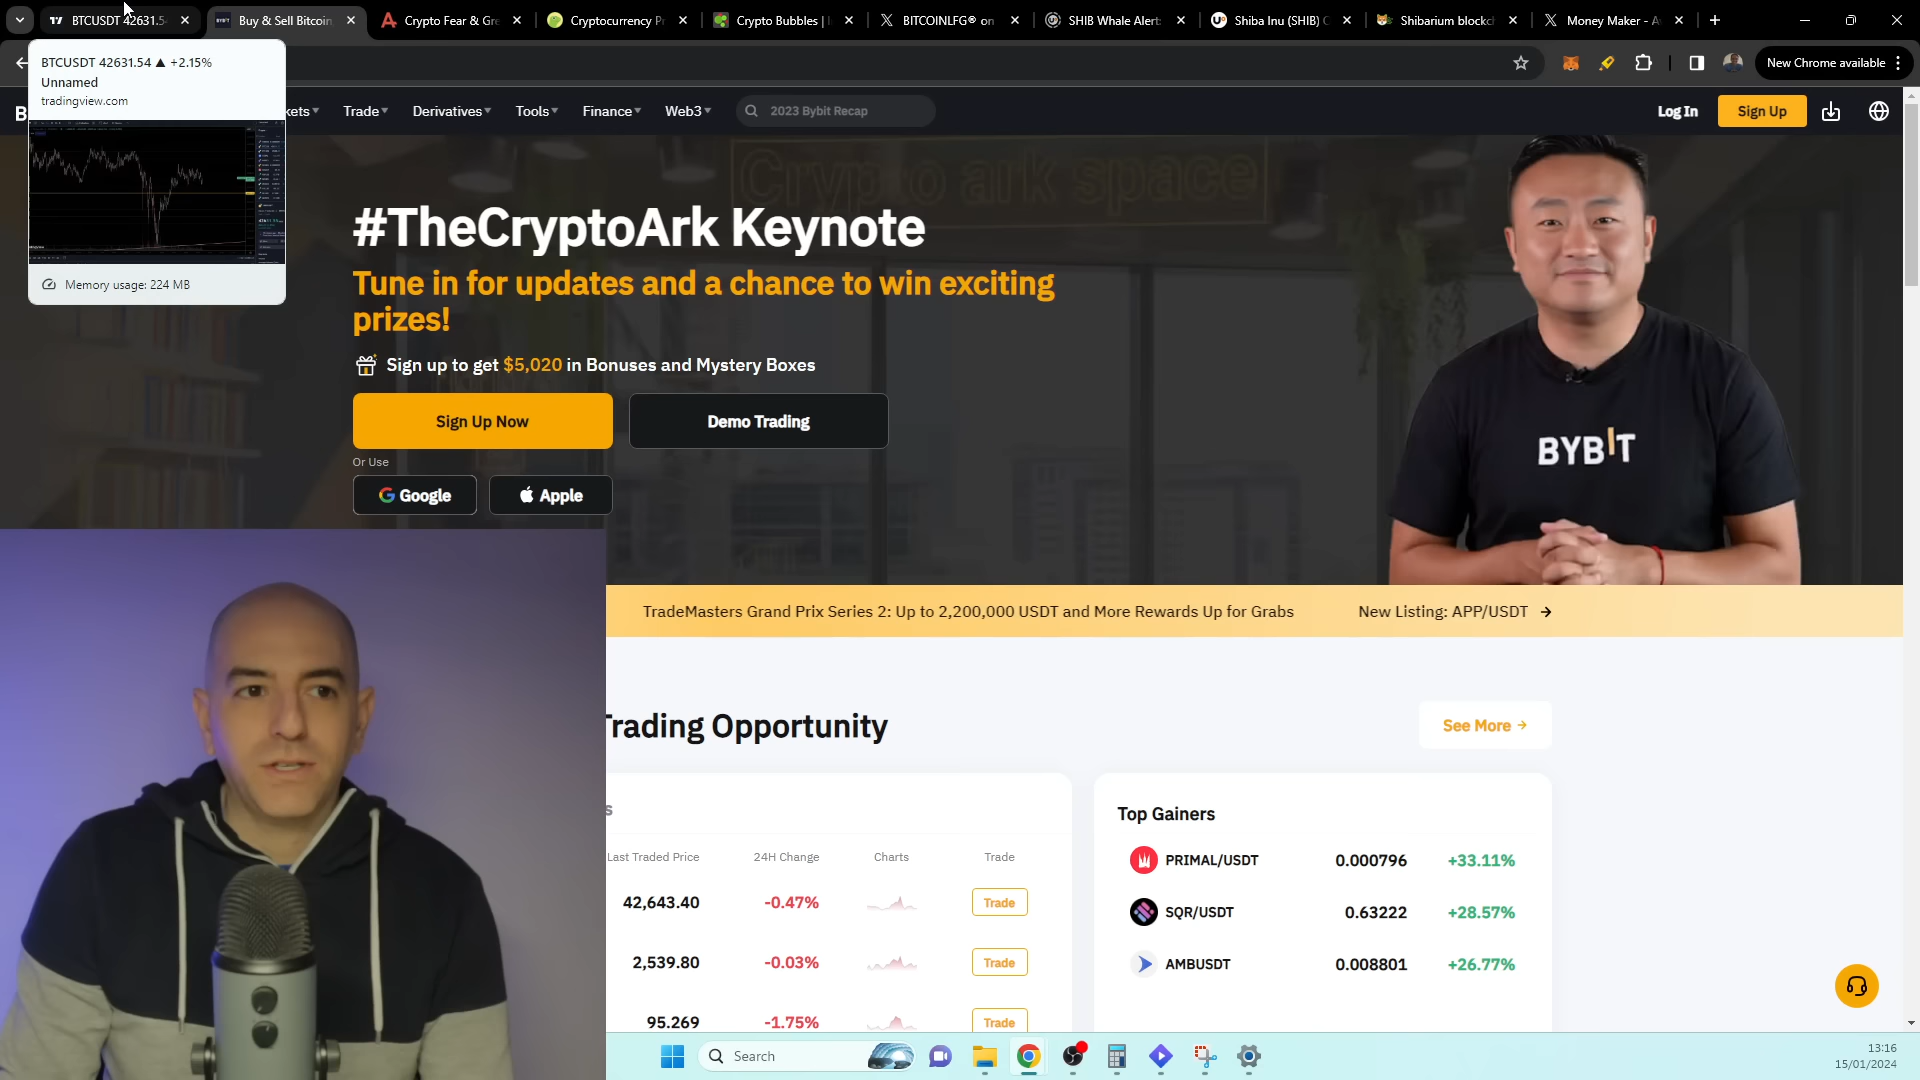 BTCUSDT 42631.5
Buy & Sell Bitcoin
Crypto Fear & Gre
Cryptocurrency P
Crypto Bubbles |
BITCOINLFG® on
SHIB Whale Alert
Shiba Inu (SHIB) C
Shibarium blockc
Money Maker - A
BTCUSDT 42631.54 ▲ +2.15%
Unnamed
tradingview.com
Memory usage: 224 MB
New Chrome available
B
kets
Trade
Derivatives
Tools
Finance
Web3
2023 Bybit Recap
Log In
Sign Up
Crypto ark space
#TheCryptoArk Keynote
Tune in for updates and a chance to win exciting
prizes!
Sign up to get $5,020 in Bonuses and Mystery Boxes
Sign Up Now
Demo Trading
Or Use
Google
Apple
BYBIT
TradeMasters Grand Prix Series 2: Up to 2,200,000 USDT and More Rewards Up for Grabs
New Listing: APP/USDT →
Trading Opportunity
See More →
s
Last Traded Price
24H Change
Charts
Trade
42,643.40
-0.47%
Trade
2,539.80
-0.03%
Trade
95.269
-1.75%
Trade
Top Gainers
PRIMAL/USDT
0.000796
+33.11%
SQR/USDT
0.63222
+28.57%
AMBUSDT
0.008801
+26.77%
Search
13:16
15/01/2024